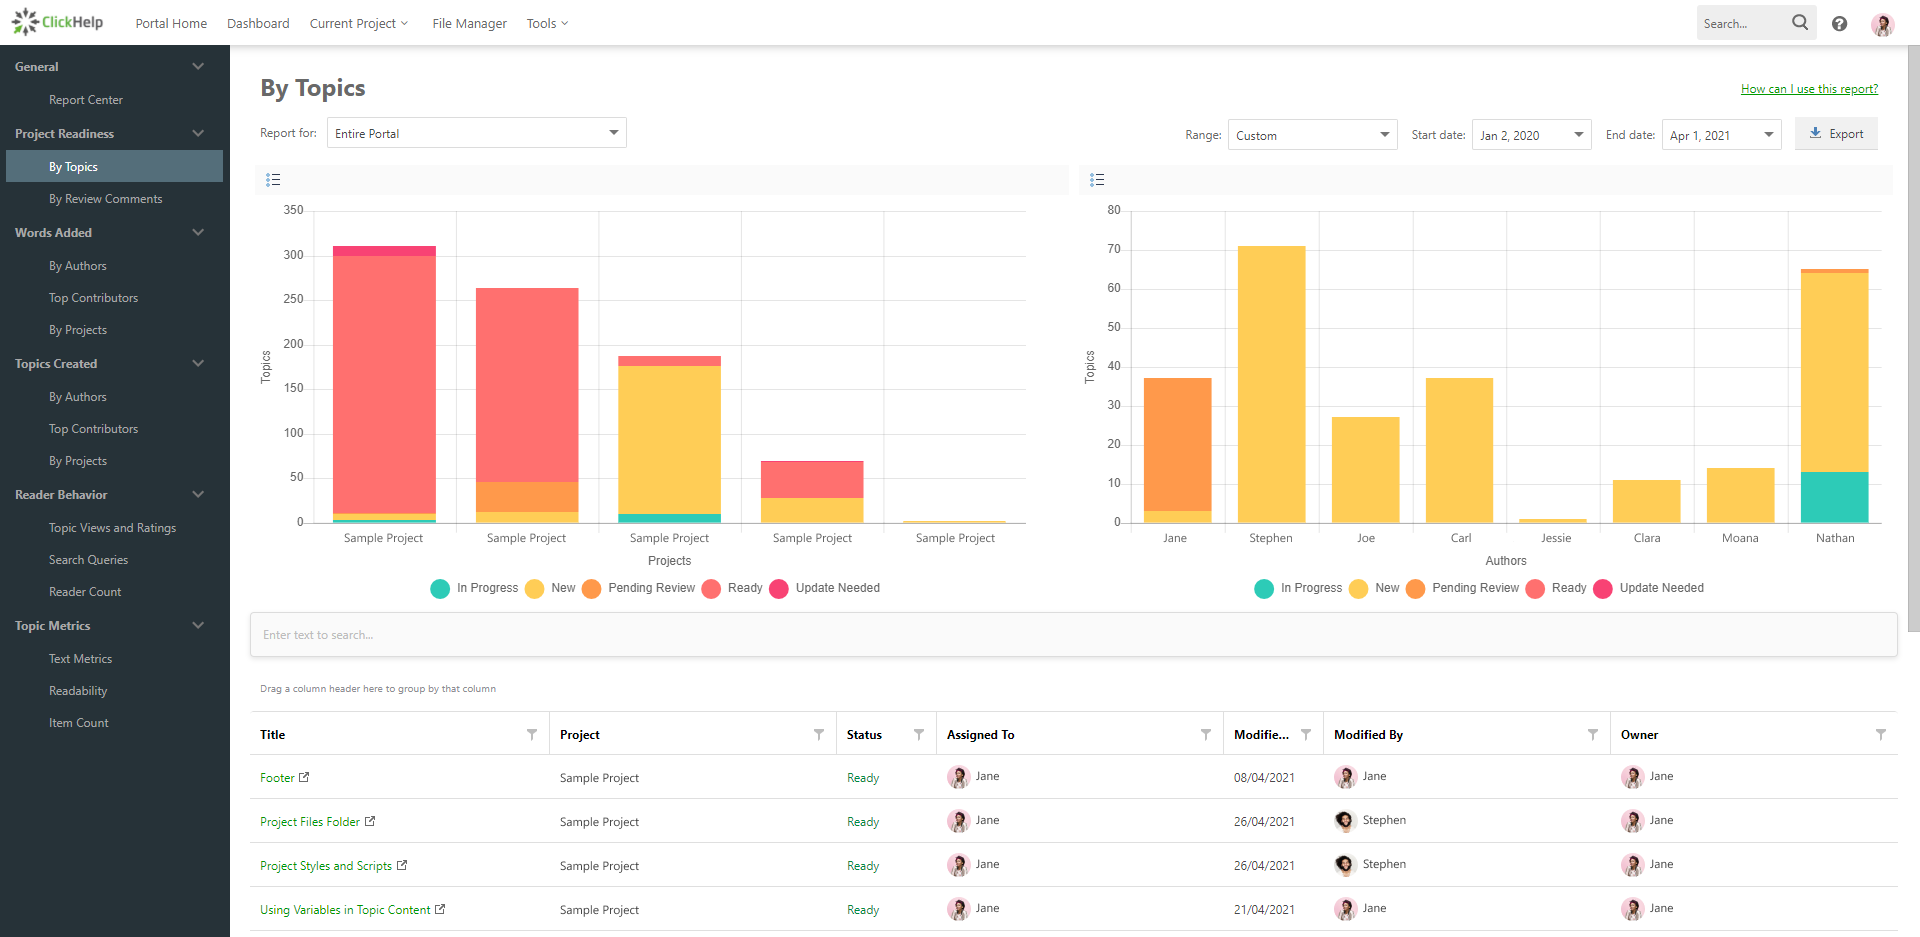 ClickHelp
Portal Home Dashboard Current Project File Manager Tools
Search...
General
Report Center
Project Readiness
By Topics
By Review Comments
Words Added
By Authors
Top Contributors
By Projects
Topics Created
By Authors
Top Contributors
By Projects
Reader Behavior
Topic Views and Ratings
Search Queries
Reader Count
Topic Metrics
Text Metrics
Readability
Item Count
By Topics
How can I use this report?
Report for: Entire Portal
Range: Custom Start date: Jan 2, 2020 End date: Apr 1, 2021 Export
350
300
250
200
150
100
50
0
Topics
Sample Project Sample Project Sample Project Sample Project Sample Project
Projects
In Progress New Pending Review Ready Update Needed
80
70
60
50
40
30
20
10
0
Topics
Jane Stephen Joe Carl Jessie Clara Moana Nathan
Authors
In Progress New Pending Review Ready Update Needed
Enter text to search...
Drag a column header here to group by that column
Title Project Status Assigned To Modifie... Modified By Owner
Footer Sample Project Ready Jane 08/04/2021 Jane Jane
Project Files Folder Sample Project Ready Jane 26/04/2021 Stephen Jane
Project Styles and Scripts Sample Project Ready Jane 26/04/2021 Stephen Jane
Using Variables in Topic Content Sample Project Ready Jane 21/04/2021 Jane Jane